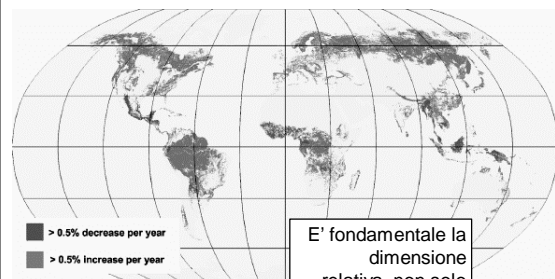 > 0.5% decrease per year
> 0.5% increase per year
E' fondamentale la
dimensione
relativa, non solo